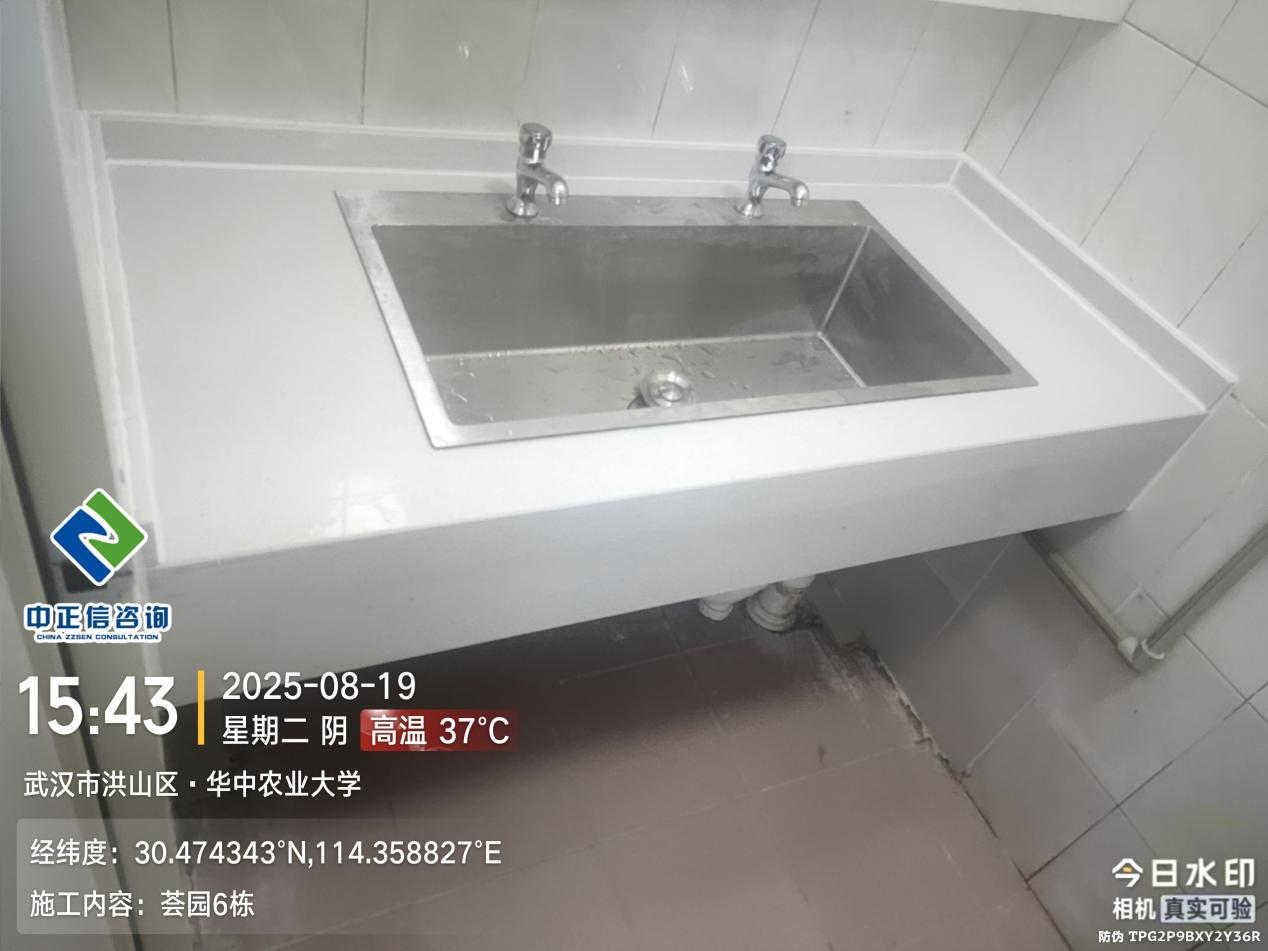 中正信咨询
CHINA ZZSEN CONSULTATION
15:43
2025-08-19
星期二 阴 高温 37°C
武汉市洪山区·华中农业大学
经纬度：30.474343°N,114.358827°E
施工内容：荟园6栋
今日水印
相机 真实可验
防伪 TPG2P9BXY2Y36R